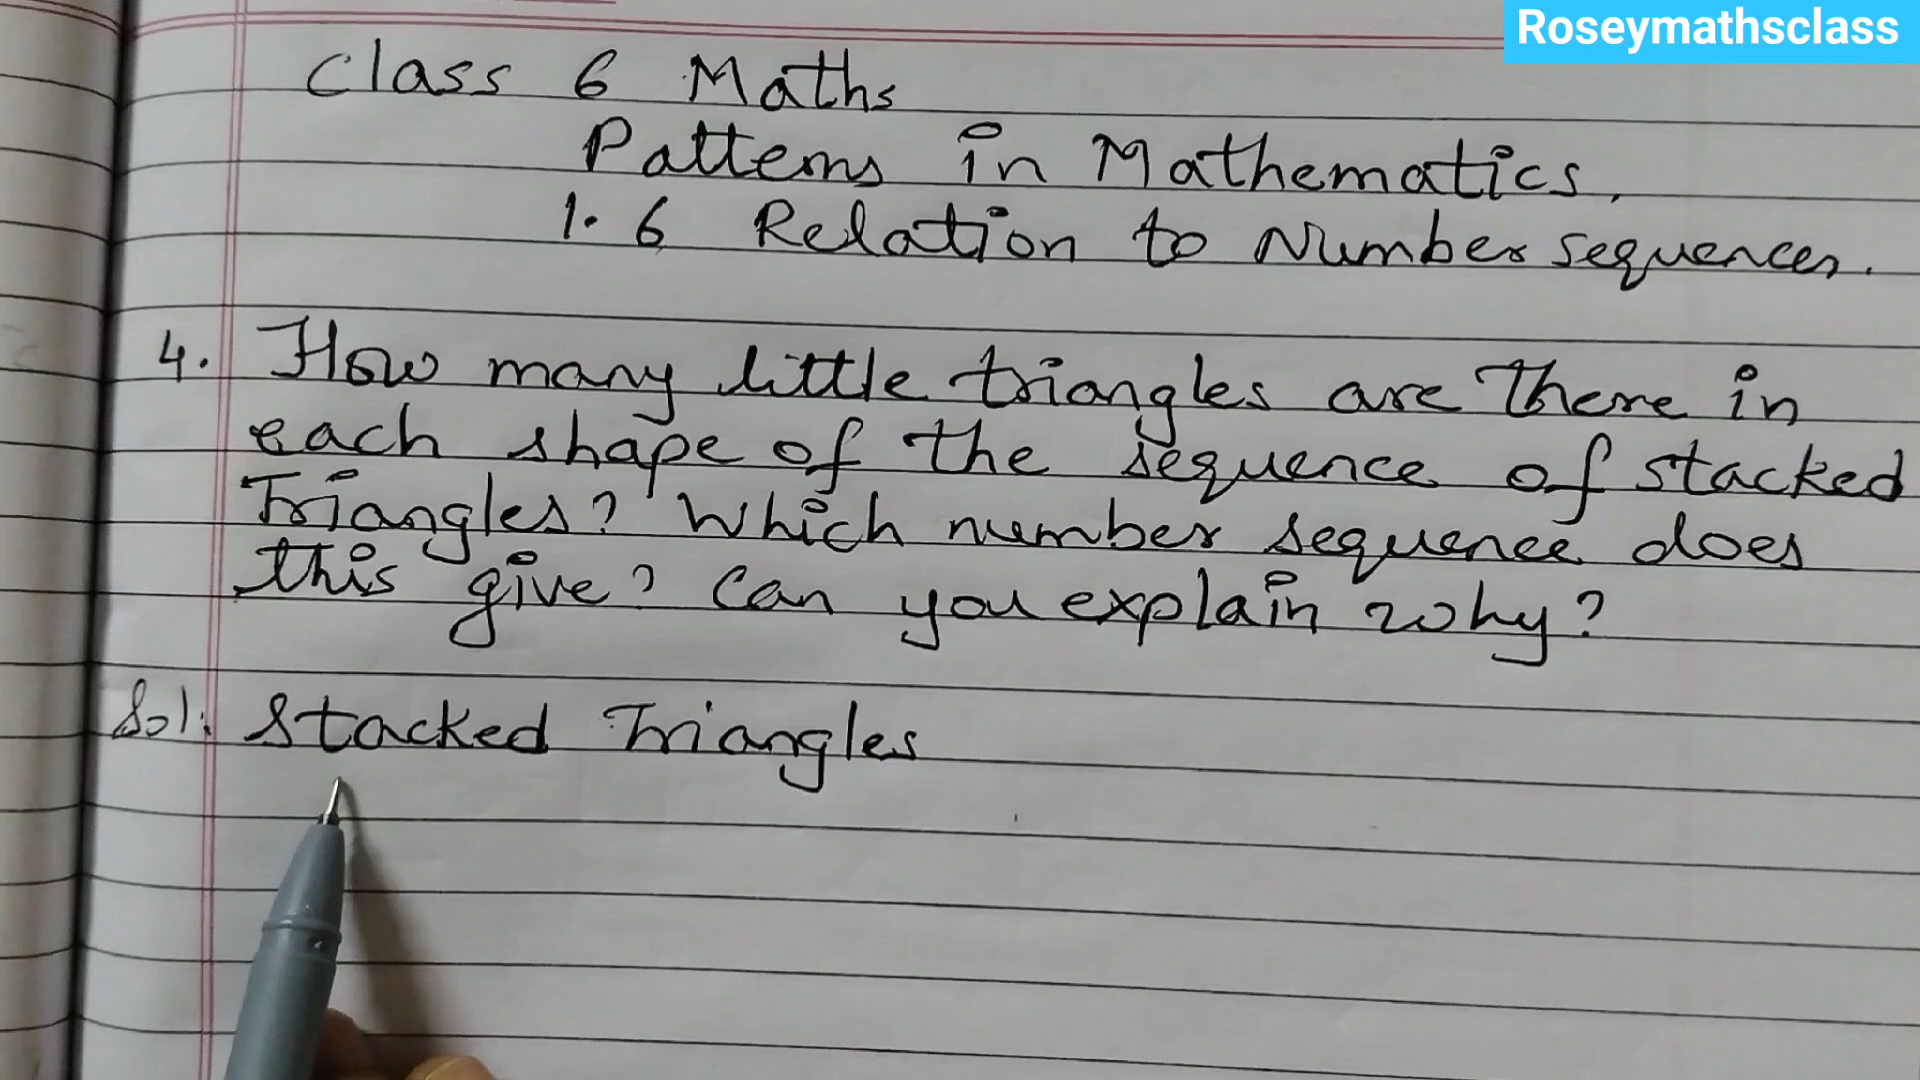 Roseymathsclass
Class 6 Maths
Patterns in Mathematics.
1.6 Relation to Number sequences.
4. How many little triangles are there in
each shape of the sequence of stacked
Triangles? Which number sequence does
this give? Can you explain why?
Sol: Stacked Triangles